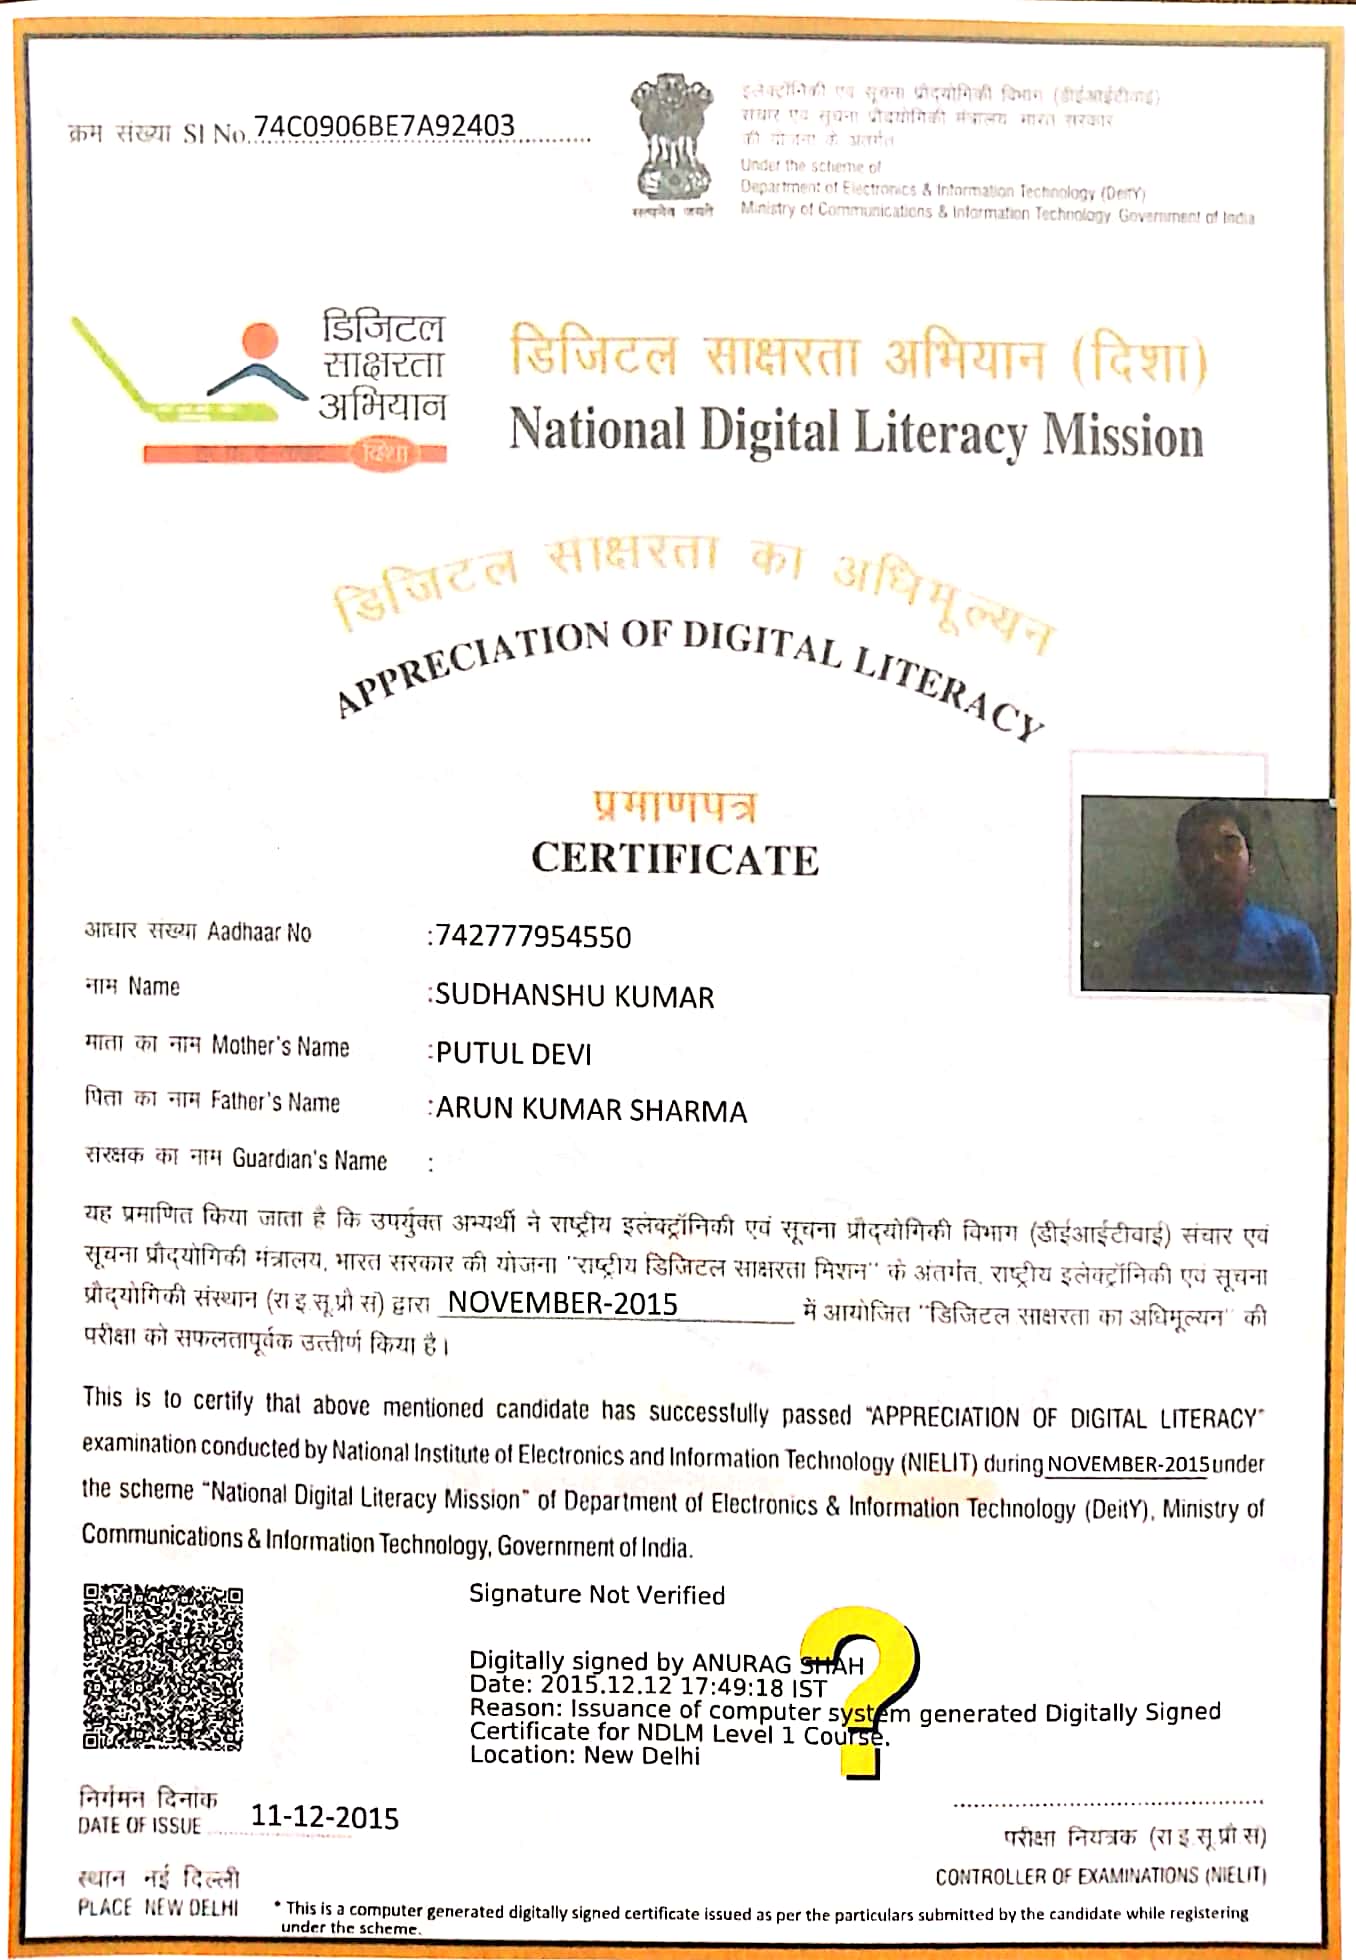 क्रम संख्या SI No. 74C0906BE7A92403
इलेक्ट्रॉनिकी एवं सूचना प्रौद्योगिकी विभाग (डीईआईटीवाई)
संचार एवं सूचना प्रौद्योगिकी मंत्रालय भारत सरकार
की योजना के अंतर्गत
Under the scheme of
Department of Electronics & Information Technology (DeitY)
Ministry of Communications & Information Technology Government of India
सत्यमेव जयते
डिजिटल
साक्षरता
अभियान
दिशा
डिजिटल साक्षरता अभियान (दिशा)
National Digital Literacy Mission
डिजिटल साक्षरता का अधिमूल्यन
APPRECIATION OF DIGITAL LITERACY
प्रमाणपत्र
CERTIFICATE
आधार संख्या Aadhaar No :742777954550
नाम Name :SUDHANSHU KUMAR
माता का नाम Mother's Name :PUTUL DEVI
पिता का नाम Father's Name :ARUN KUMAR SHARMA
संरक्षक का नाम Guardian's Name :
यह प्रमाणित किया जाता है कि उपर्युक्त अभ्यर्थी ने राष्ट्रीय इलेक्ट्रॉनिकी एवं सूचना प्रौद्योगिकी विभाग (डीईआईटीवाई) संचार एवं
सूचना प्रौद्योगिकी मंत्रालय, भारत सरकार की योजना "राष्ट्रीय डिजिटल साक्षरता मिशन" के अंतर्गत, राष्ट्रीय इलेक्ट्रॉनिकी एवं सूचना
प्रौद्योगिकी संस्थान (रा.इ.सू.प्रौ सं) द्वारा NOVEMBER-2015 में आयोजित "डिजिटल साक्षरता का अधिमूल्यन" की
परीक्षा को सफलतापूर्वक उत्तीर्ण किया है।
This is to certify that above mentioned candidate has successfully passed "APPRECIATION OF DIGITAL LITERACY"
examination conducted by National Institute of Electronics and Information Technology (NIELIT) during NOVEMBER-2015 under
the scheme "National Digital Literacy Mission" of Department of Electronics & Information Technology (DeitY), Ministry of
Communications & Information Technology, Government of India.
Signature Not Verified
Digitally signed by ANURAG SHAH
Date: 2015.12.12 17:49:18 IST
Reason: Issuance of computer system generated Digitally Signed
Certificate for NDLM Level 1 Course.
Location: New Delhi
?
निर्गमन दिनांक
DATE OF ISSUE 11-12-2015
परीक्षा नियंत्रक (रा इ.सू.प्रौ सं)
CONTROLLER OF EXAMINATIONS (NIELIT)
स्थान नई दिल्ली
PLACE NEW DELHI
* This is a computer generated digitally signed certificate issued as per the particulars submitted by the candidate while registering
under the scheme.